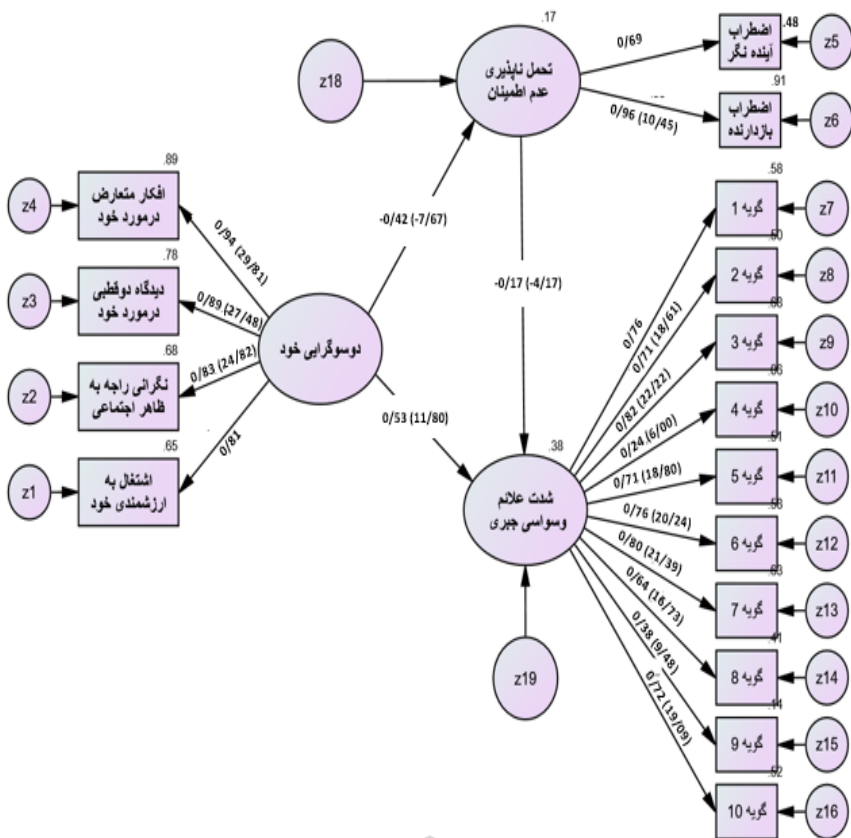 .17
تحمل ناپذیری
عدم اطمینان
z18
0/69
.48
اضطراب
آینده نگر
z5
.91
0/96 (10/45)
اضطراب
بازدارنده
z6
.89
افکار متعارض
درمورد خود
z4
0/94 (29/81)
.78
دیدگاه دوقطبی
درمورد خود
z3
0/89 (27/48)
.68
نگرانی راجه به
ظاهر اجتماعی
z2
0/83 (24/82)
.65
اشتغال به
ارزشمندی خود
z1
0/81
دوسوگرایی خود
-0/42 (-7/67)
-0/17 (-4/17)
0/53 (11/80)
.38
شدت علائم
وسواسی جبری
z19
.58
گویه 1
z7
0/76
.50
گویه 2
z8
0/71 (18/61)
گویه 3
z9
0/82 (22/22)
گویه 4
z10
0/24 (6/00)
.51
گویه 5
z11
0/71 (18/80)
.58
گویه 6
z12
0/76 (20/24)
.63
گویه 7
z13
0/80 (21/39)
.41
گویه 8
z14
0/64 (16/73)
.14
گویه 9
z15
0/38 (9/48)
.52
گویه 10
z16
0/72 (19/09)